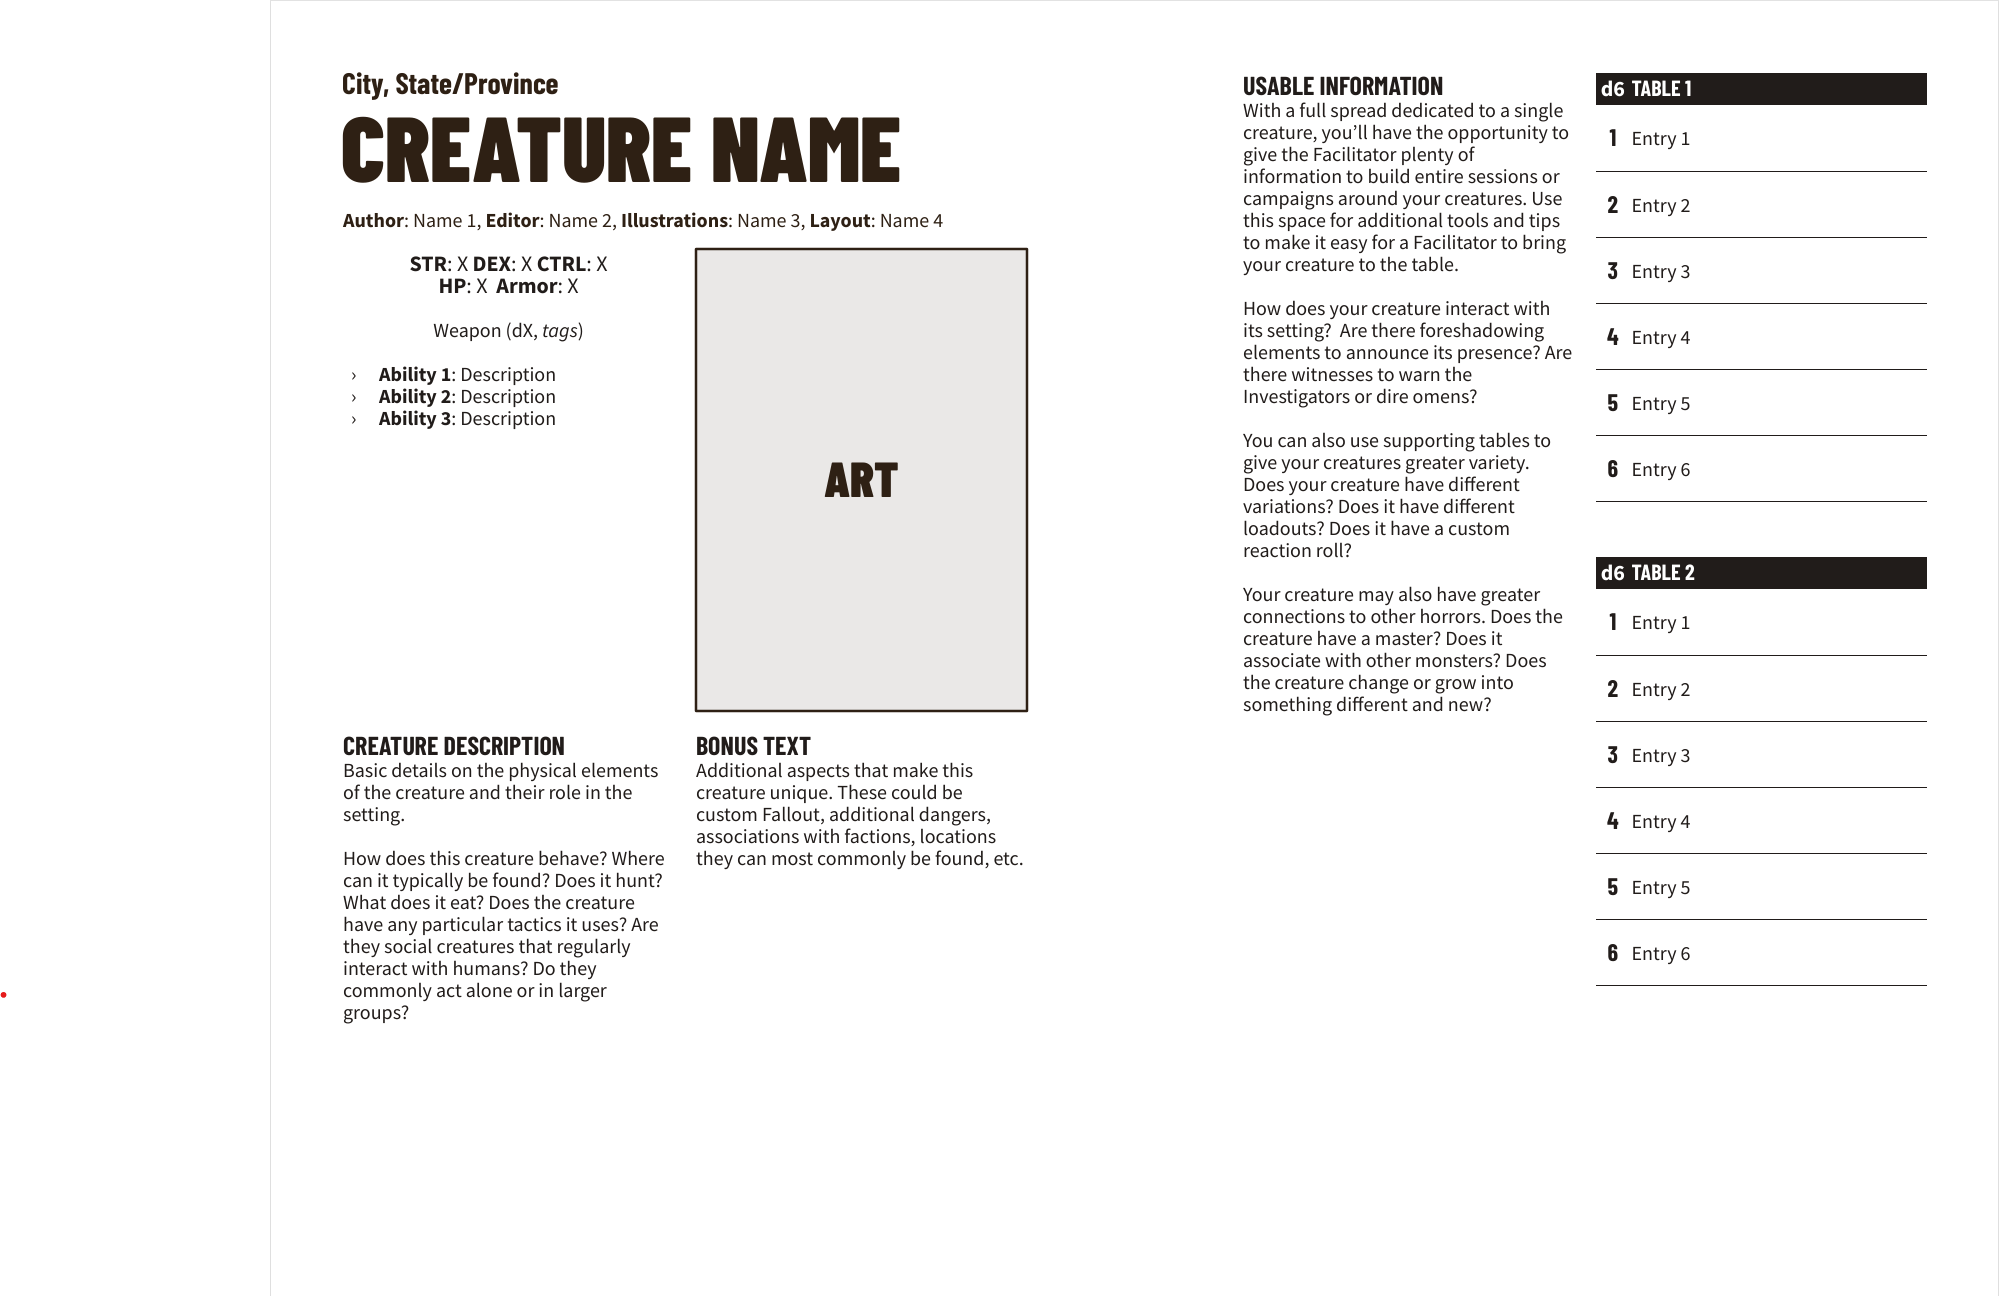 City, State/Province
CREATURE NAME
Author: Name 1, Editor: Name 2, Illustrations: Name 3, Layout: Name 4
STR: X DEX: X CTRL: X
HP: X  Armor: X
Weapon (dX, tags)
› Ability 1: Description
› Ability 2: Description
› Ability 3: Description
ART
CREATURE DESCRIPTION
Basic details on the physical elements
of the creature and their role in the
setting.
How does this creature behave? Where
can it typically be found? Does it hunt?
What does it eat? Does the creature
have any particular tactics it uses? Are
they social creatures that regularly
interact with humans? Do they
commonly act alone or in larger
groups?
BONUS TEXT
Additional aspects that make this
creature unique. These could be
custom Fallout, additional dangers,
associations with factions, locations
they can most commonly be found, etc.
USABLE INFORMATION
With a full spread dedicated to a single
creature, you’ll have the opportunity to
give the Facilitator plenty of
information to build entire sessions or
campaigns around your creatures. Use
this space for additional tools and tips
to make it easy for a Facilitator to bring
your creature to the table.
How does your creature interact with
its setting?  Are there foreshadowing
elements to announce its presence? Are
there witnesses to warn the
Investigators or dire omens?
You can also use supporting tables to
give your creatures greater variety.
Does your creature have different
variations? Does it have different
loadouts? Does it have a custom
reaction roll?
Your creature may also have greater
connections to other horrors. Does the
creature have a master? Does it
associate with other monsters? Does
the creature change or grow into
something different and new?
d6 TABLE 1
1 Entry 1
2 Entry 2
3 Entry 3
4 Entry 4
5 Entry 5
6 Entry 6
d6 TABLE 2
1 Entry 1
2 Entry 2
3 Entry 3
4 Entry 4
5 Entry 5
6 Entry 6